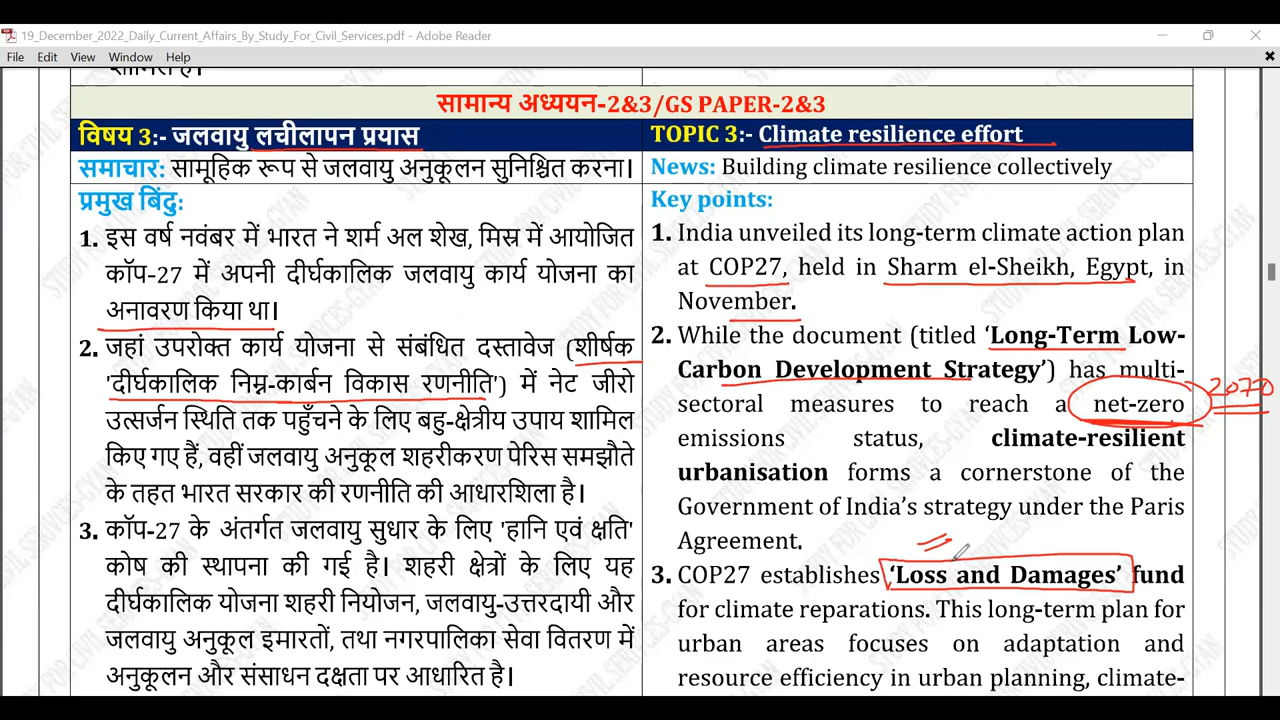 19_December_2022_Daily_Current_Affairs_By_Study_For_Civil_Services.pdf - Adobe Reader
File Edit View Window Help
सामान्य अध्ययन-2&3/GS PAPER-2&3
विषय 3:- जलवायु लचीलापन प्रयास
समाचार: सामूहिक रूप से जलवायु अनुकूलन सुनिश्चित करना।
प्रमुख बिंदु:
1. इस वर्ष नवंबर में भारत ने शर्म अल शेख, मिस्र में आयोजित
कॉप-27 में अपनी दीर्घकालिक जलवायु कार्य योजना का
अनावरण किया था।
2. जहां उपरोक्त कार्य योजना से संबंधित दस्तावेज (शीर्षक
'दीर्घकालिक निम्न-कार्बन विकास रणनीति') में नेट जीरो
उत्सर्जन स्थिति तक पहुँचने के लिए बहु-क्षेत्रीय उपाय शामिल
किए गए हैं, वहीं जलवायु अनुकूल शहरीकरण पेरिस समझौते
के तहत भारत सरकार की रणनीति की आधारशिला है।
3. कॉप-27 के अंतर्गत जलवायु सुधार के लिए 'हानि एवं क्षति'
कोष की स्थापना की गई है। शहरी क्षेत्रों के लिए यह
दीर्घकालिक योजना शहरी नियोजन, जलवायु-उत्तरदायी और
जलवायु अनुकूल इमारतों, तथा नगरपालिका सेवा वितरण में
अनुकूलन और संसाधन दक्षता पर आधारित है।
TOPIC 3:- Climate resilience effort
News: Building climate resilience collectively
Key points:
1. India unveiled its long-term climate action plan
at COP27, held in Sharm el-Sheikh, Egypt, in
November.
2. While the document (titled ‘Long-Term Low-
Carbon Development Strategy’) has multi-
sectoral measures to reach a net-zero 2070
emissions status, climate-resilient
urbanisation forms a cornerstone of the
Government of India’s strategy under the Paris
Agreement.
3. COP27 establishes ‘Loss and Damages’ fund
for climate reparations. This long-term plan for
urban areas focuses on adaptation and
resource efficiency in urban planning, climate-